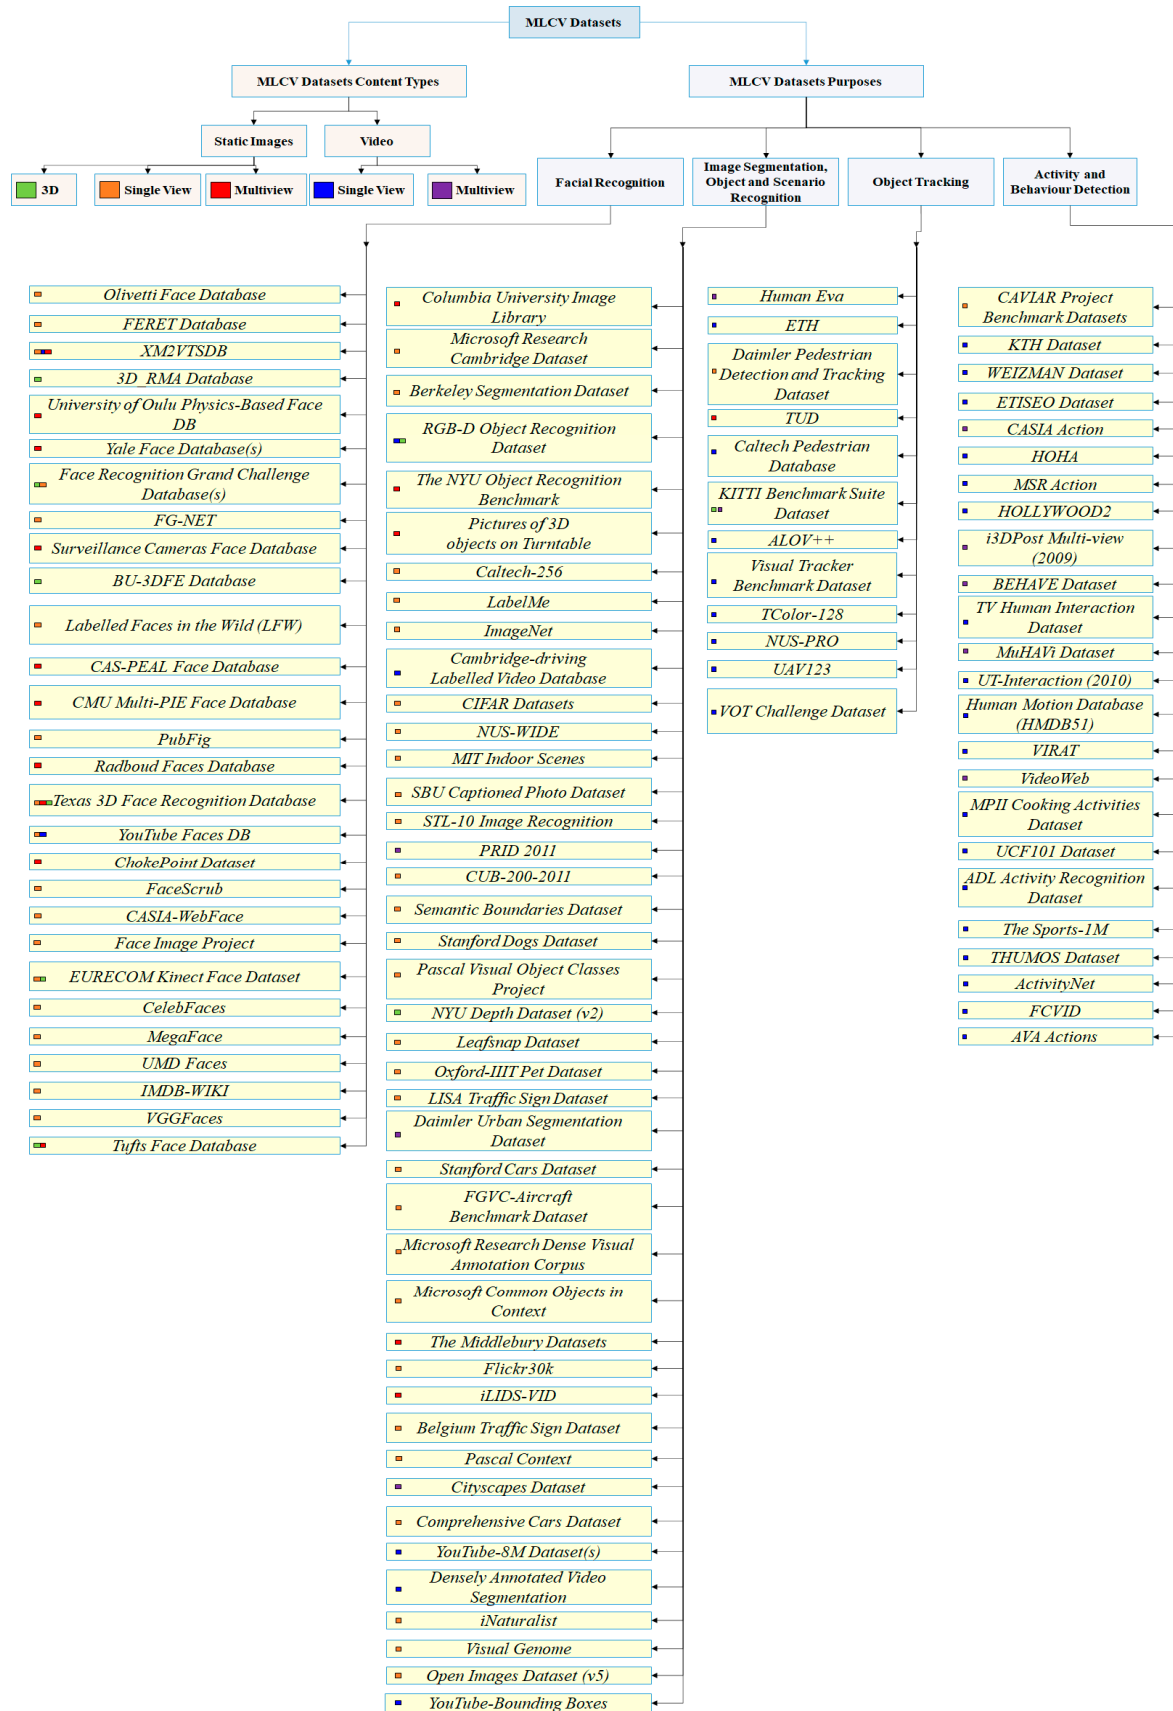 MLCV Datasets
MLCV Datasets Content Types
MLCV Datasets Purposes
Static Images
Video
3D
Single View
Multiview
Single View
Multiview
Facial Recognition
Image Segmentation,
Object and Scenario
Recognition
Object Tracking
Activity and
Behaviour Detection
Olivetti Face Database
FERET Database
XM2VTSDB
3D_RMA Database
University of Oulu Physics-Based Face
DB
Yale Face Database(s)
Face Recognition Grand Challenge
Database(s)
FG-NET
Surveillance Cameras Face Database
BU-3DFE Database
Labelled Faces in the Wild (LFW)
CAS-PEAL Face Database
CMU Multi-PIE Face Database
PubFig
Radboud Faces Database
Texas 3D Face Recognition Database
YouTube Faces DB
ChokePoint Dataset
FaceScrub
CASIA-WebFace
Face Image Project
EURECOM Kinect Face Dataset
CelebFaces
MegaFace
UMD Faces
IMDB-WIKI
VGGFaces
Tufts Face Database
Columbia University Image
Library
Microsoft Research
Cambridge Dataset
Berkeley Segmentation Dataset
RGB-D Object Recognition
Dataset
The NYU Object Recognition
Benchmark
Pictures of 3D
objects on Turntable
Caltech-256
LabelMe
ImageNet
Cambridge-driving
Labelled Video Database
CIFAR Datasets
NUS-WIDE
MIT Indoor Scenes
SBU Captioned Photo Dataset
STL-10 Image Recognition
PRID 2011
CUB-200-2011
Semantic Boundaries Dataset
Stanford Dogs Dataset
Pascal Visual Object Classes
Project
NYU Depth Dataset (v2)
Leafsnap Dataset
Oxford-IIIT Pet Dataset
LISA Traffic Sign Dataset
Daimler Urban Segmentation
Dataset
Stanford Cars Dataset
FGVC-Aircraft
Benchmark Dataset
Microsoft Research Dense Visual
Annotation Corpus
Microsoft Common Objects in
Context
The Middlebury Datasets
Flickr30k
iLIDS-VID
Belgium Traffic Sign Dataset
Pascal Context
Cityscapes Dataset
Comprehensive Cars Dataset
YouTube-8M Dataset(s)
Densely Annotated Video
Segmentation
iNaturalist
Visual Genome
Open Images Dataset (v5)
YouTube-Bounding Boxes
Human Eva
ETH
Daimler Pedestrian
Detection and Tracking
Dataset
TUD
Caltech Pedestrian
Database
KITTI Benchmark Suite
Dataset
ALOV++
Visual Tracker
Benchmark Dataset
TColor-128
NUS-PRO
UAV123
VOT Challenge Dataset
CAVIAR Project
Benchmark Datasets
KTH Dataset
WEIZMAN Dataset
ETISEO Dataset
CASIA Action
HOHA
MSR Action
HOLLYWOOD2
i3DPost Multi-view
(2009)
BEHAVE Dataset
TV Human Interaction
Dataset
MuHAVi Dataset
UT-Interaction (2010)
Human Motion Database
(HMDB51)
VIRAT
VideoWeb
MPII Cooking Activities
Dataset
UCF101 Dataset
ADL Activity Recognition
Dataset
The Sports-1M
THUMOS Dataset
ActivityNet
FCVID
AVA Actions